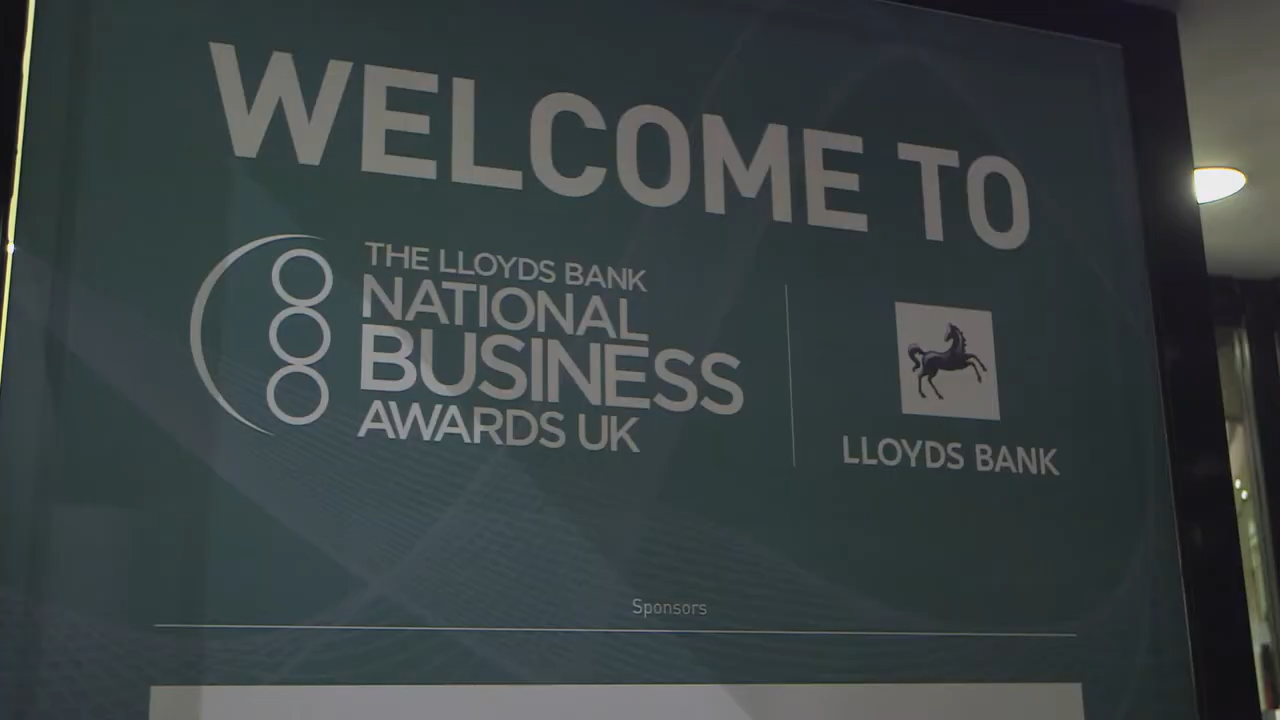 WELCOME TO
THE LLOYDS BANK
NATIONAL
BUSINESS
AWARDS UK
LLOYDS BANK
Sponsors